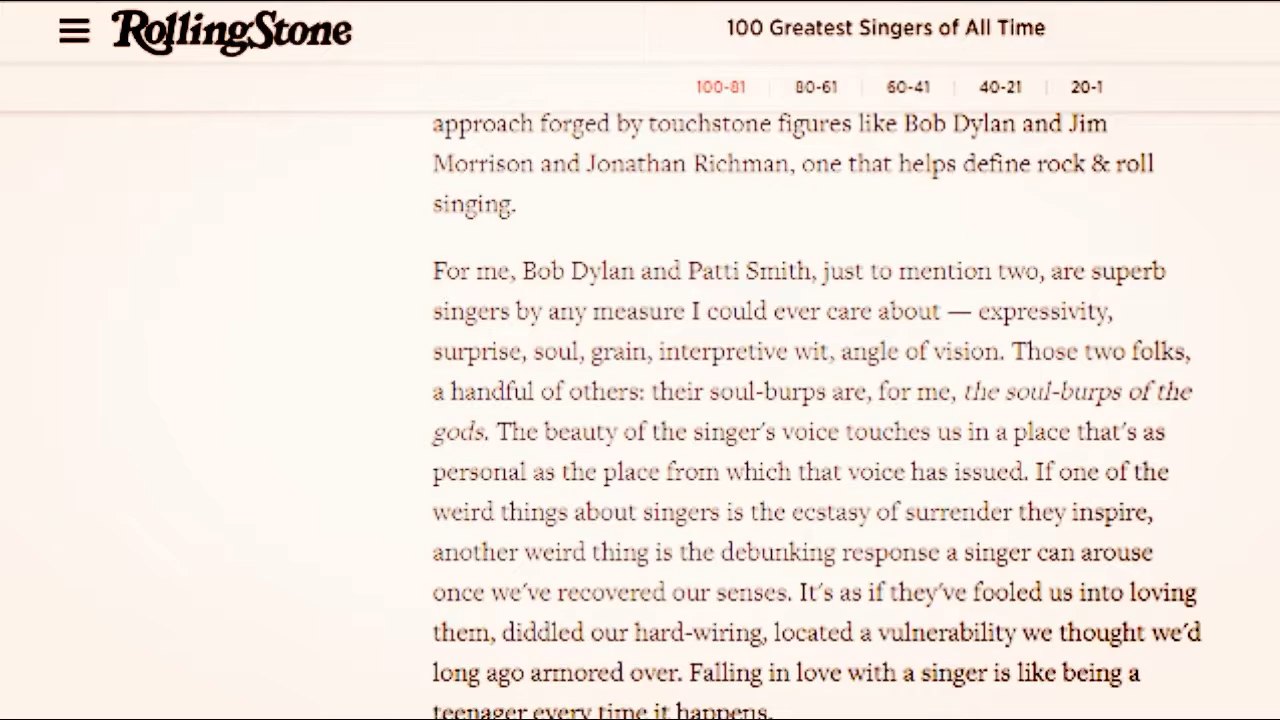 RollingStone
100 Greatest Singers of All Time
100-81
80-61
60-41
40-21
20-1
approach forged by touchstone figures like Bob Dylan and Jim
Morrison and Jonathan Richman, one that helps define rock & roll
singing.
For me, Bob Dylan and Patti Smith, just to mention two, are superb
singers by any measure I could ever care about — expressivity,
surprise, soul, grain, interpretive wit, angle of vision. Those two folks,
a handful of others: their soul-burps are, for me, the soul-burps of the
gods. The beauty of the singer's voice touches us in a place that's as
personal as the place from which that voice has issued. If one of the
weird things about singers is the ecstasy of surrender they inspire,
another weird thing is the debunking response a singer can arouse
once we've recovered our senses. It's as if they've fooled us into loving
them, diddled our hard-wiring, located a vulnerability we thought we'd
long ago armored over. Falling in love with a singer is like being a
teenager every time it happens.